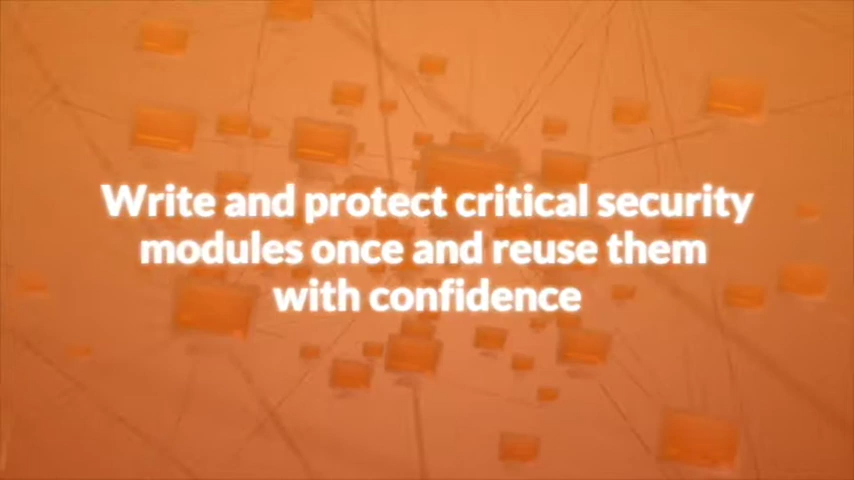 Write and protect critical security
modules once and reuse them
with confidence